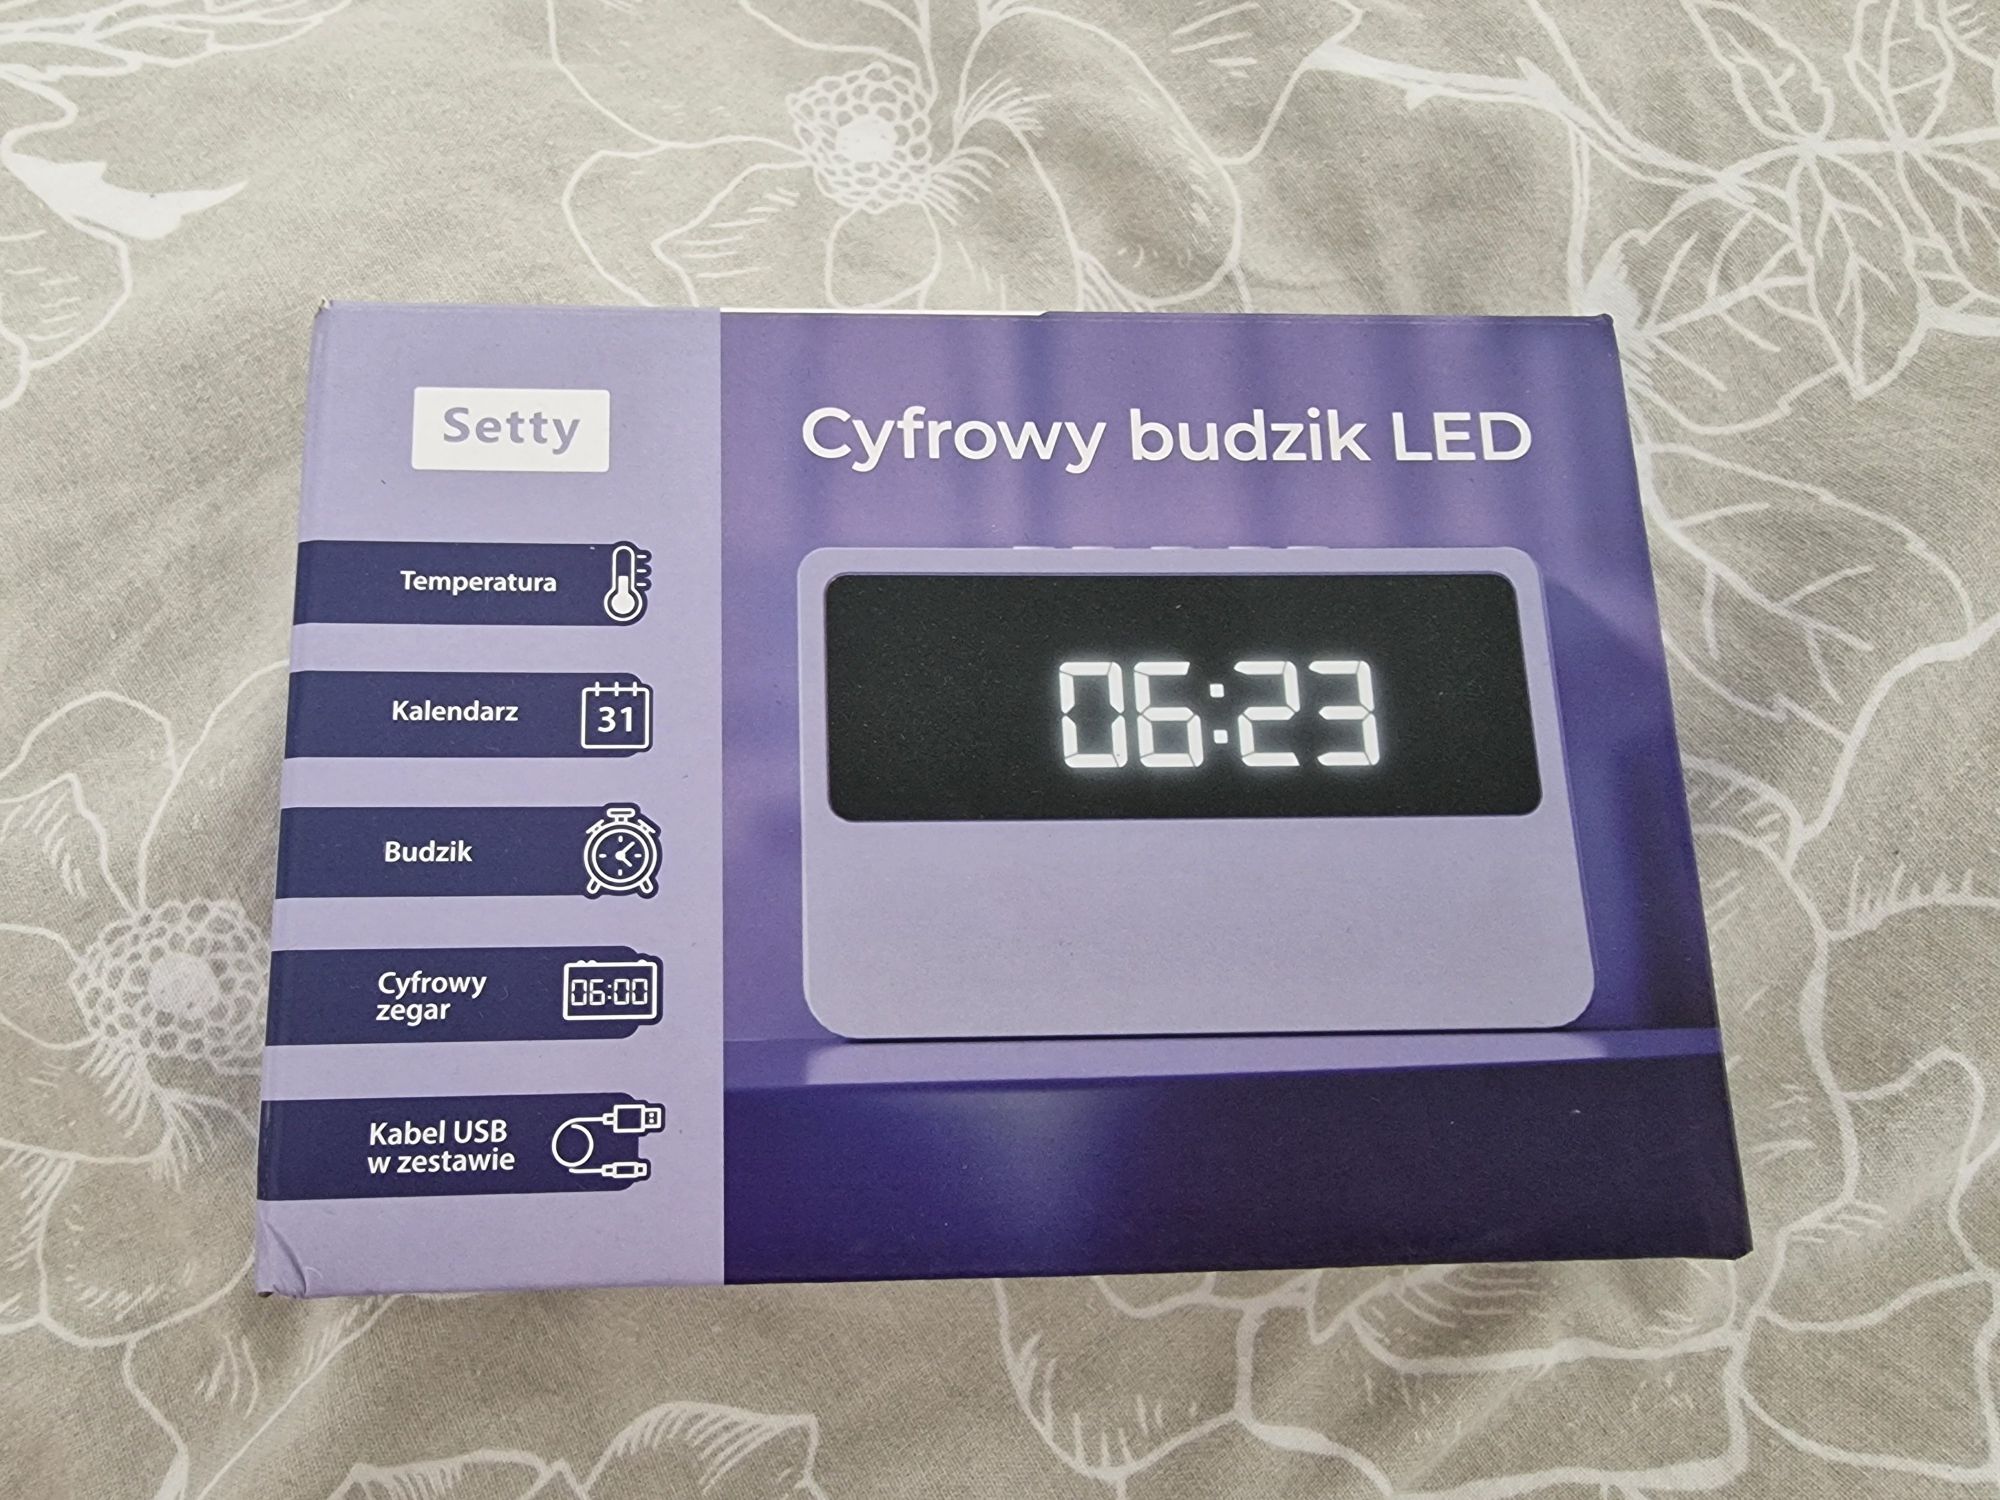 Setty
Temperatura
Kalendarz
31
Budzik
Cyfrowy
zegar
06:00
Kabel USB
w zestawie
Cyfrowy budzik LED
06:23